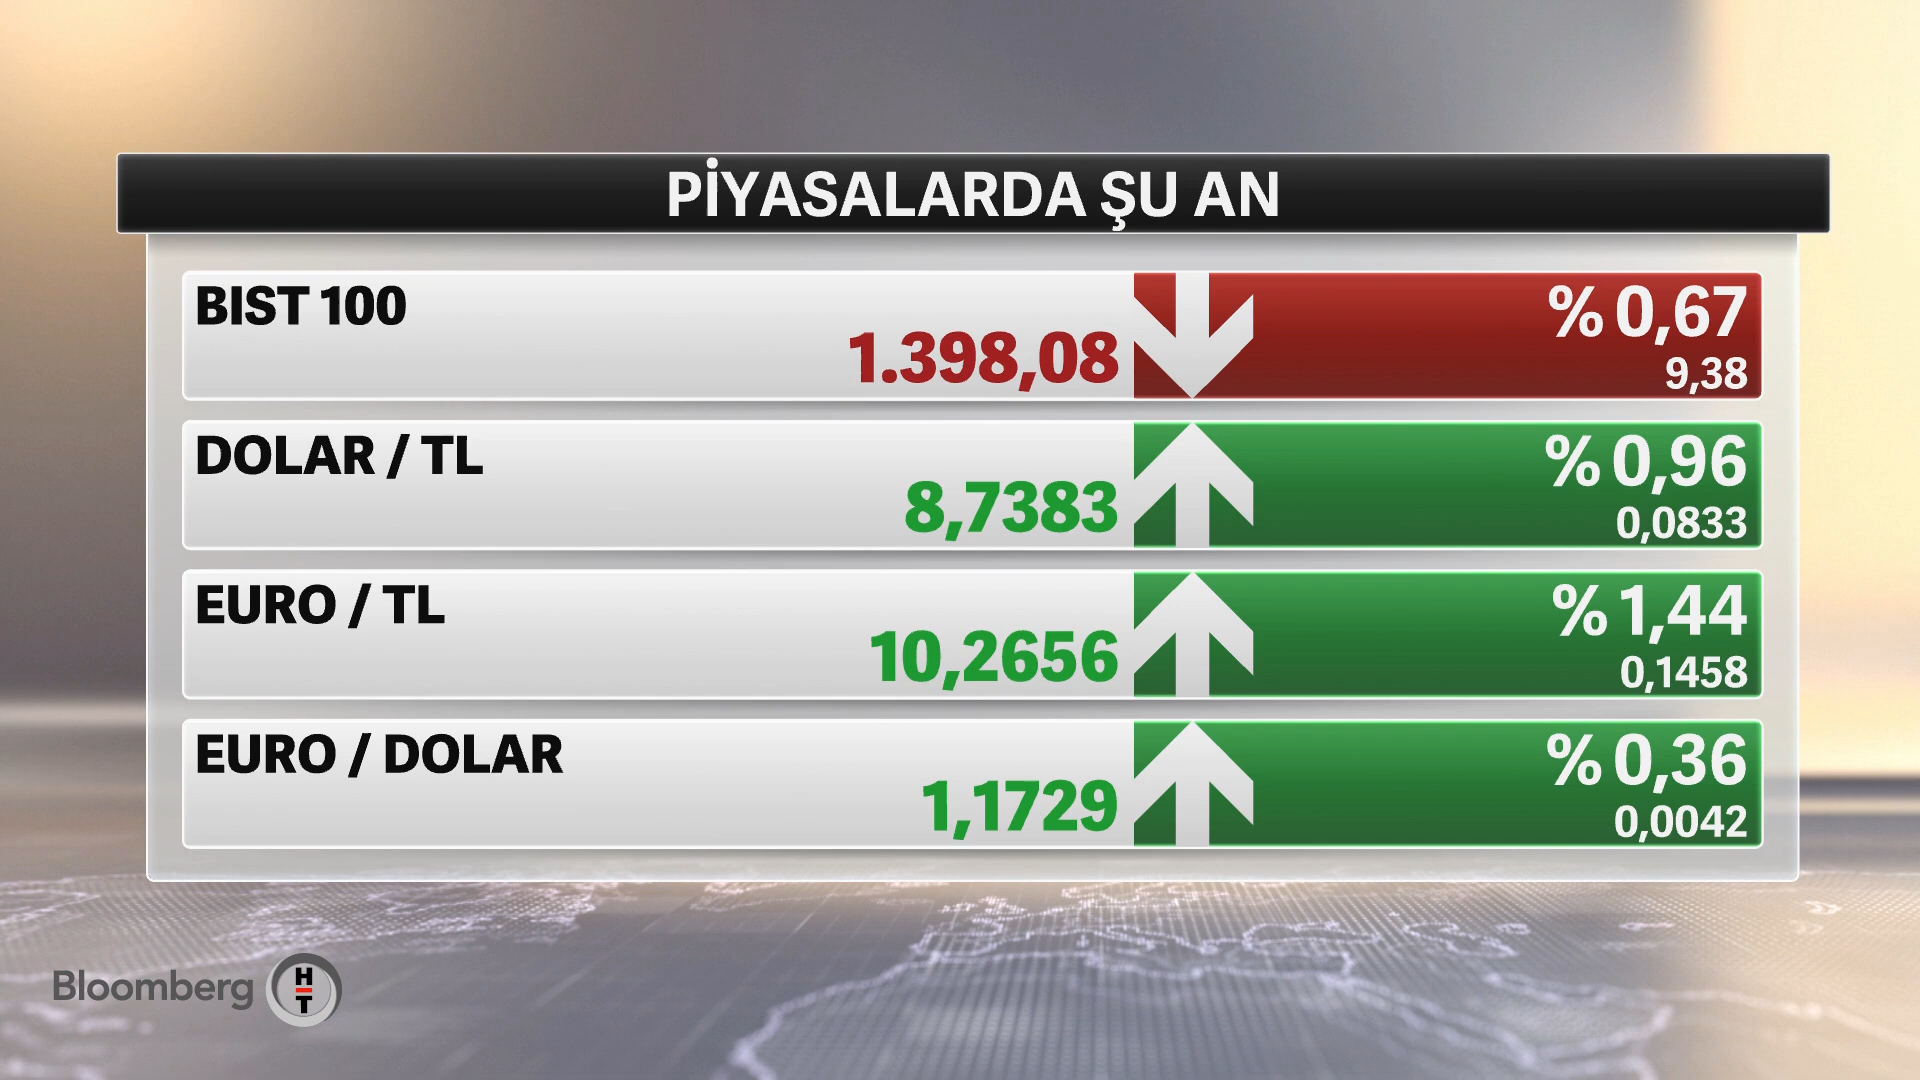 PİYASALARDA ŞU AN
BIST 100
1.398,08
% 0,67
9,38
DOLAR / TL
8,7383
% 0,96
0,0833
EURO / TL
10,2656
% 1,44
0,1458
EURO / DOLAR
1,1729
% 0,36
0,0042
Bloomberg HT